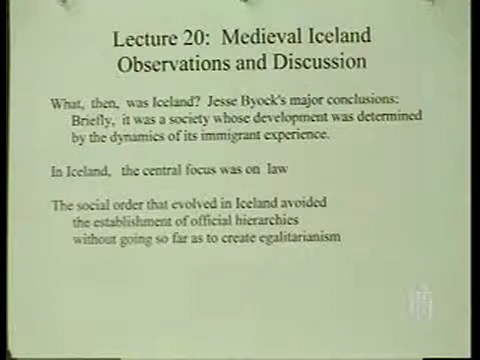 Lecture 20: Medieval Iceland
Observations and Discussion
What, then, was Iceland? Jesse Byock's major conclusions:
Briefly, it was a society whose development was determined
by the dynamics of its immigrant experience.
In Iceland, the central focus was on law
The social order that evolved in Iceland avoided
the establishment of official hierarchies
without going so far as to create egalitarianism